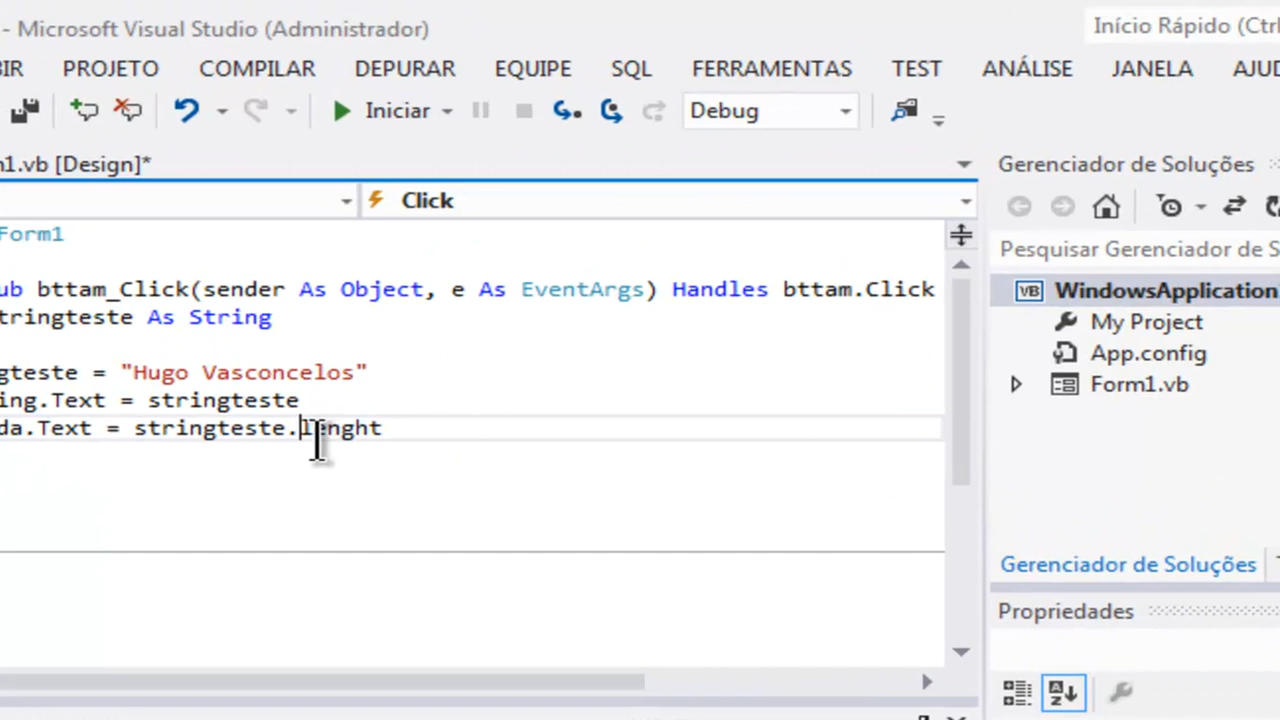 - Microsoft Visual Studio (Administrador)
Início Rápido (Ctrl
BIR PROJETO COMPILAR DEPURAR EQUIPE SQL FERRAMENTAS TEST ANÁLISE JANELA AJUD
Iniciar Debug
m1.vb [Design]*
Gerenciador de Soluções
Click
Form1
Pesquisar Gerenciador de S
ub bttam_Click(sender As Object, e As EventArgs) Handles bttam.Click
VB WindowsApplication
tringteste As String
My Project
App.config
gteste = "Hugo Vasconcelos"
Form1.vb
ing.Text = stringteste
da.Text = stringteste.lenght
Gerenciador de Soluções
Propriedades